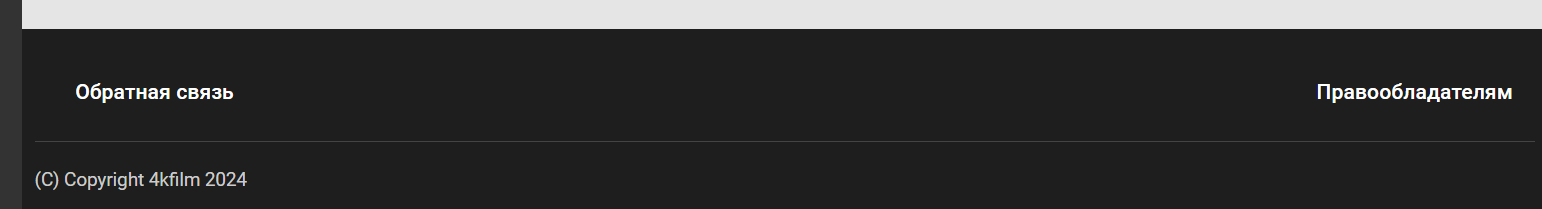 Обратная связь
Правообладателям
(C) Copyright 4kfilm 2024